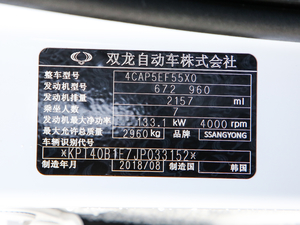 双龙自动车株式会社
整车型号 4CAP5EF55X0
发动机型号 672 960
发动机排量 2157 ml
乘坐人数 人
发动机最大净功率 133.1 kW 4000 rpm
最大允许总质量 2960 kg 品牌 SSANGYONG
车辆识别代号
*KPT40B1F7JP033152*
制造年月 2018/08 制造国 韩国